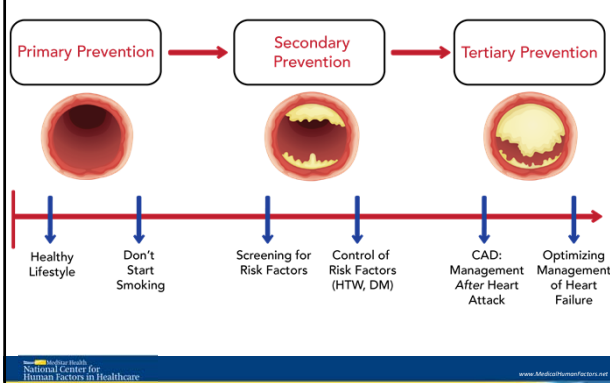 Primary Prevention
Secondary
Prevention
Tertiary Prevention
Healthy
Lifestyle
Don't
Start
Smoking
Screening for
Risk Factors
Control of
Risk Factors
(HTW, DM)
CAD:
Management
After Heart
Attack
Optimizing
Management
of Heart
Failure
MedStar Health
National Center for
Human Factors in Healthcare
www.MedicalHumanFactors.net